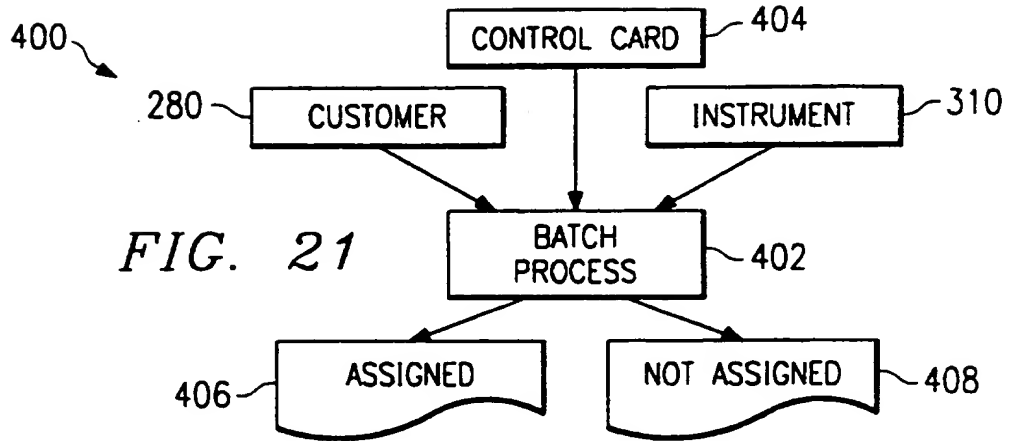 400
CONTROL CARD
404
280
CUSTOMER
INSTRUMENT
310
FIG. 21
BATCH
PROCESS
402
406
ASSIGNED
NOT ASSIGNED
408